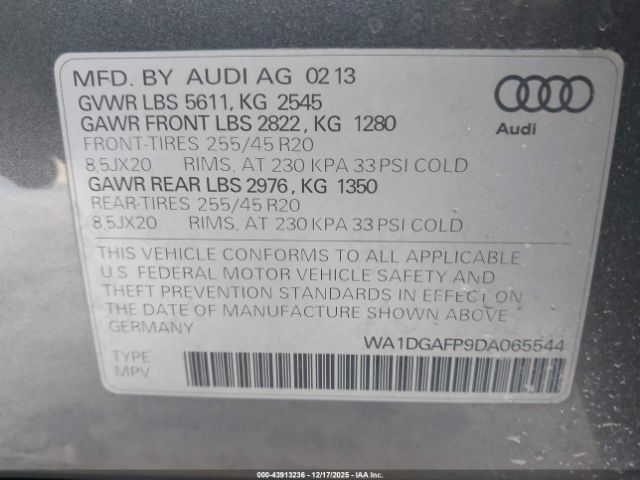 MFD. BY AUDI AG 02 13
GVWR LBS 5611, KG 2545
GAWR FRONT LBS 2822, KG 1280
FRONT-TIRES 255/45 R20
8,5JX20 RIMS, AT 230 KPA 33 PSI COLD
GAWR REAR LBS 2976, KG 1350
REAR-TIRES 255/45 R20
8,5JX20 RIMS, AT 230 KPA 33 PSI COLD
Audi
THIS VEHICLE CONFORMS TO ALL APPLICABLE
U.S. FEDERAL MOTOR VEHICLE SAFETY AND
THEFT PREVENTION STANDARDS IN EFFECT ON
THE DATE OF MANUFACTURE SHOWN ABOVE.
GERMANY
WA1DGAFP9DA065544
TYPE
MPV
000-43913236 - 12/17/2025 - IAA Inc.